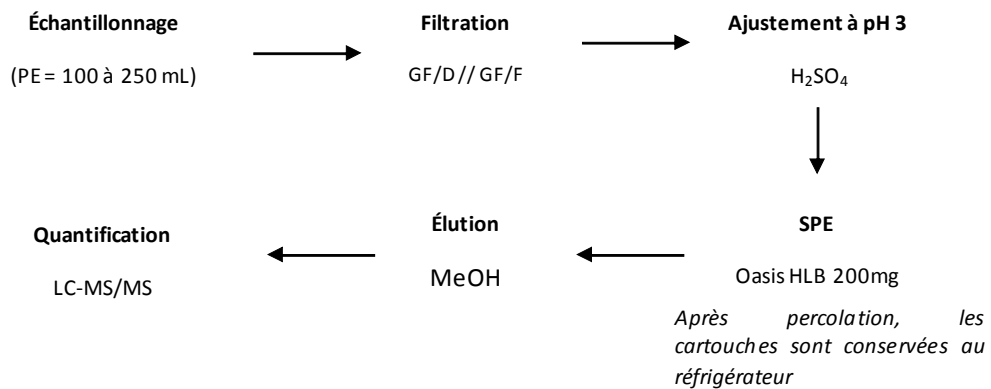 Échantillonnage
(PE = 100 à 250 mL)
Filtration
GF/D // GF/F
Ajustement à pH 3
H₂SO₄
SPE
Oasis HLB 200mg
Après percolation, les
cartouches sont conservées au
réfrigérateur
Élution
MeOH
Quantification
LC-MS/MS